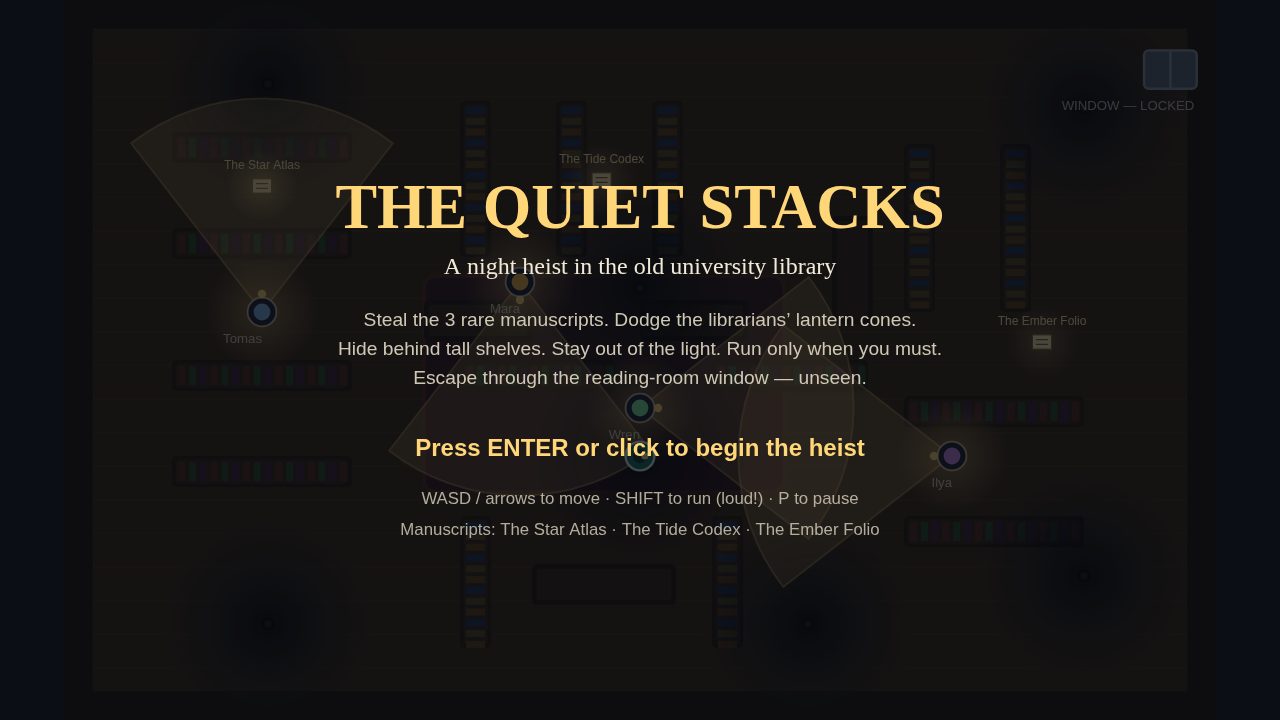 WINDOW — LOCKED
The Star Atlas
The Tide Codex
THE QUIET STACKS
A night heist in the old university library
Mara
Steal the 3 rare manuscripts. Dodge the librarians’ lantern cones.
The Ember Folio
Tomas
Hide behind tall shelves. Stay out of the light. Run only when you must.
Escape through the reading-room window — unseen.
Wren
Press ENTER or click to begin the heist
Ilya
WASD / arrows to move · SHIFT to run (loud!) · P to pause
Manuscripts: The Star Atlas · The Tide Codex · The Ember Folio